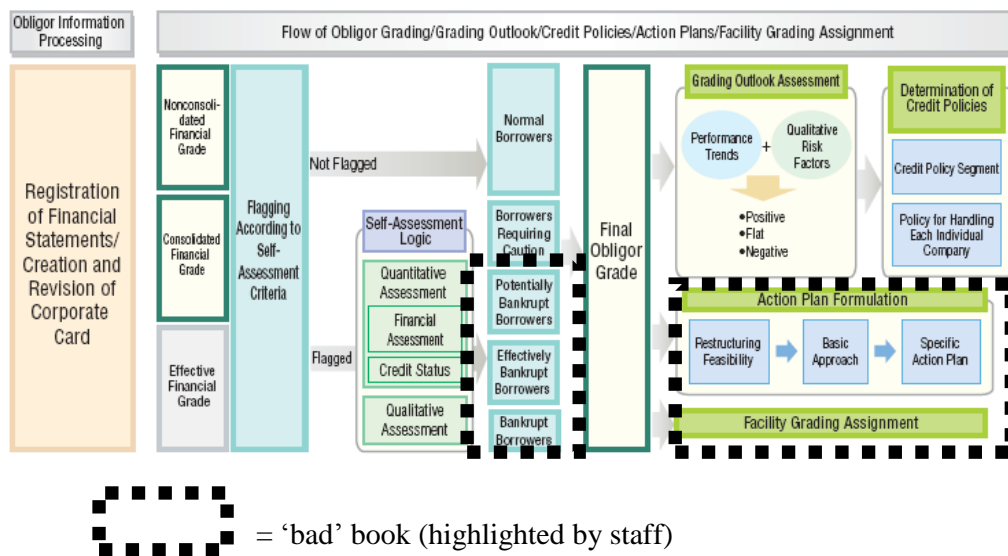 Obligor Information
Processing
Flow of Obligor Grading/Grading Outlook/Credit Policies/Action Plans/Facility Grading Assignment
Registration
of Financial
Statements/
Creation and
Revision of
Corporate
Card
Nonconsoli-
dated
Financial
Grade
Consolidated
Financial
Grade
Effective
Financial
Grade
Flagging
According to
Self-
Assessment
Criteria
Not Flagged
Flagged
Self-Assessment
Logic
Quantitative
Assessment
Financial
Assessment
Credit Status
Qualitative
Assessment
Normal
Borrowers
Borrowers
Requiring
Caution
Potentially
Bankrupt
Borrowers
Effectively
Bankrupt
Borrowers
Bankrupt
Borrowers
Final
Obligor
Grade
Grading Outlook Assessment
Performance
Trends
+
Qualitative
Risk
Factors
•Positive
•Flat
•Negative
Determination of
Credit Policies
Credit Policy Segment
Policy for Handling
Each Individual
Company
Action Plan Formulation
Restructuring
Feasibility
Basic
Approach
Specific
Action Plan
Facility Grading Assignment
= ‘bad’ book (highlighted by staff)